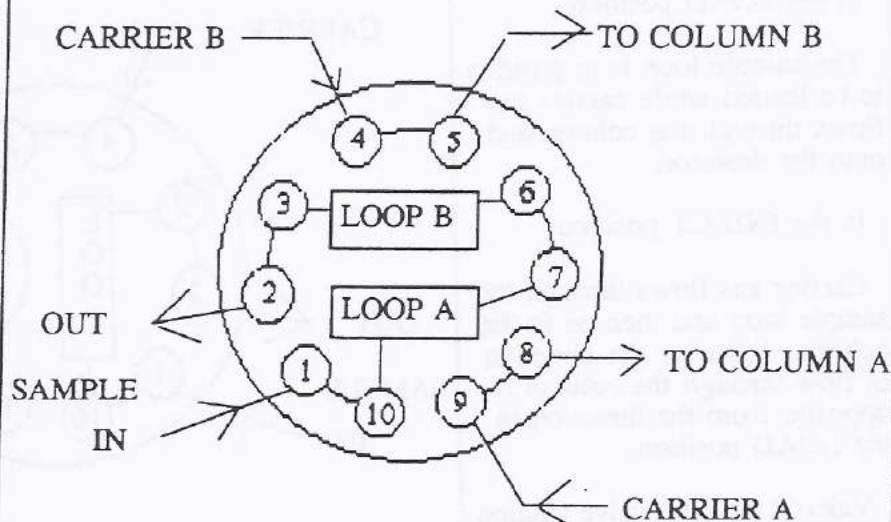 CARRIER B
TO COLUMN B
4
5
3
LOOP B
6
2
LOOP A
7
OUT
1
8
TO COLUMN A
SAMPLE
IN
10
9
CARRIER A